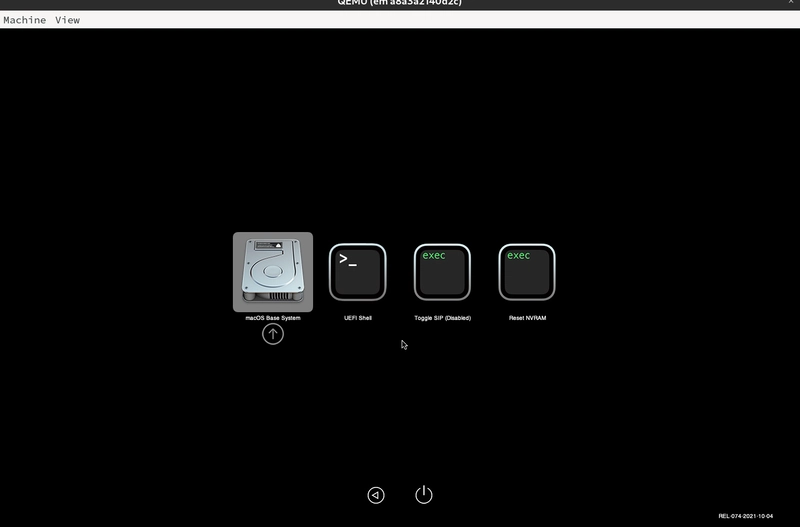 QEMU (em a8a3a2140d2c)
Machine View
>_
exec
exec
macOS Base System
UEFI Shell
Toggle SIP (Disabled)
Reset NVRAM
REL-074-2021-10-04